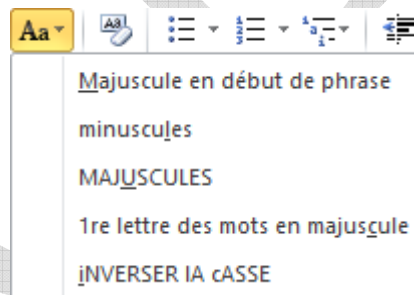 Aa
Majuscule en début de phrase
minuscules
MAJUSCULES
1re lettre des mots en majuscule
iNVERSER lA cASSE